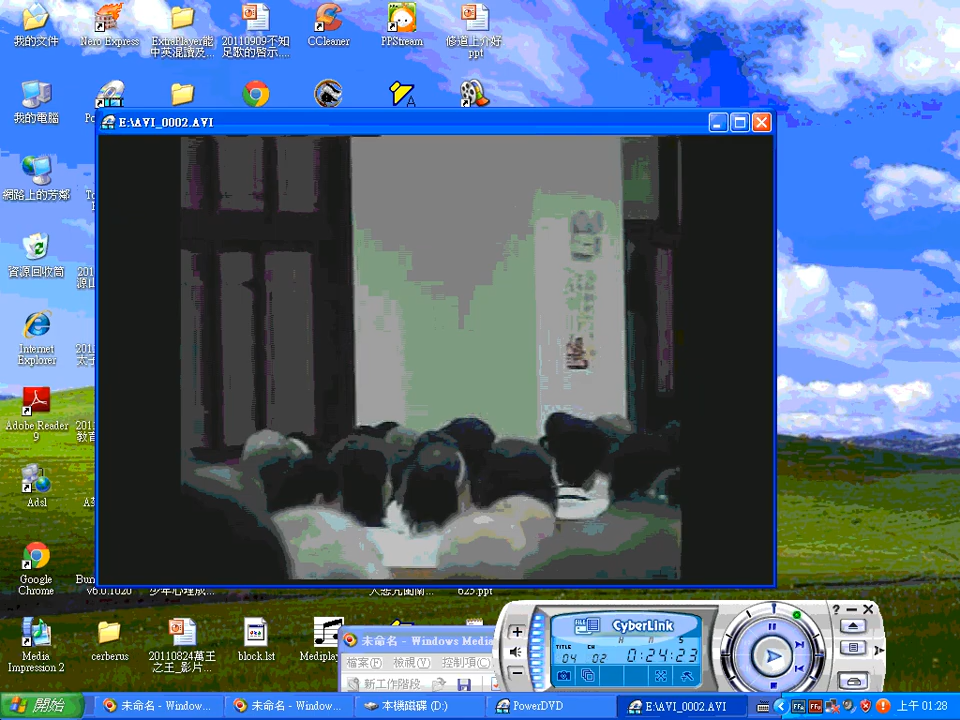 我的文件
Nero Express
ExtraPlayer能
中英混讀及...
20110909不知
足歌的啓示....
CCleaner
PPStream
修道上介好
ppt
我的電腦
E:\AVI_0002.AVI
網路上的芳鄰
資源回收筒
Internet
Explorer
Adobe Reader
9
Adsl
Google
Chrome
v6.0.1020
623.ppt
Media
Impression 2
cerberus
20110824萬王
之王_影片...
block.lst
未命名 - Windows Media
檔案(F)
檢視(V)
控制項(C)
新工作階段
CyberLink
H M S
TITLE
CH
04 02 0:24:23
開始
未命名 - Window...
未命名 - Window...
本機磁碟 (D:)
PowerDVD
E:\AVI_0002.AVI
上午 01:28